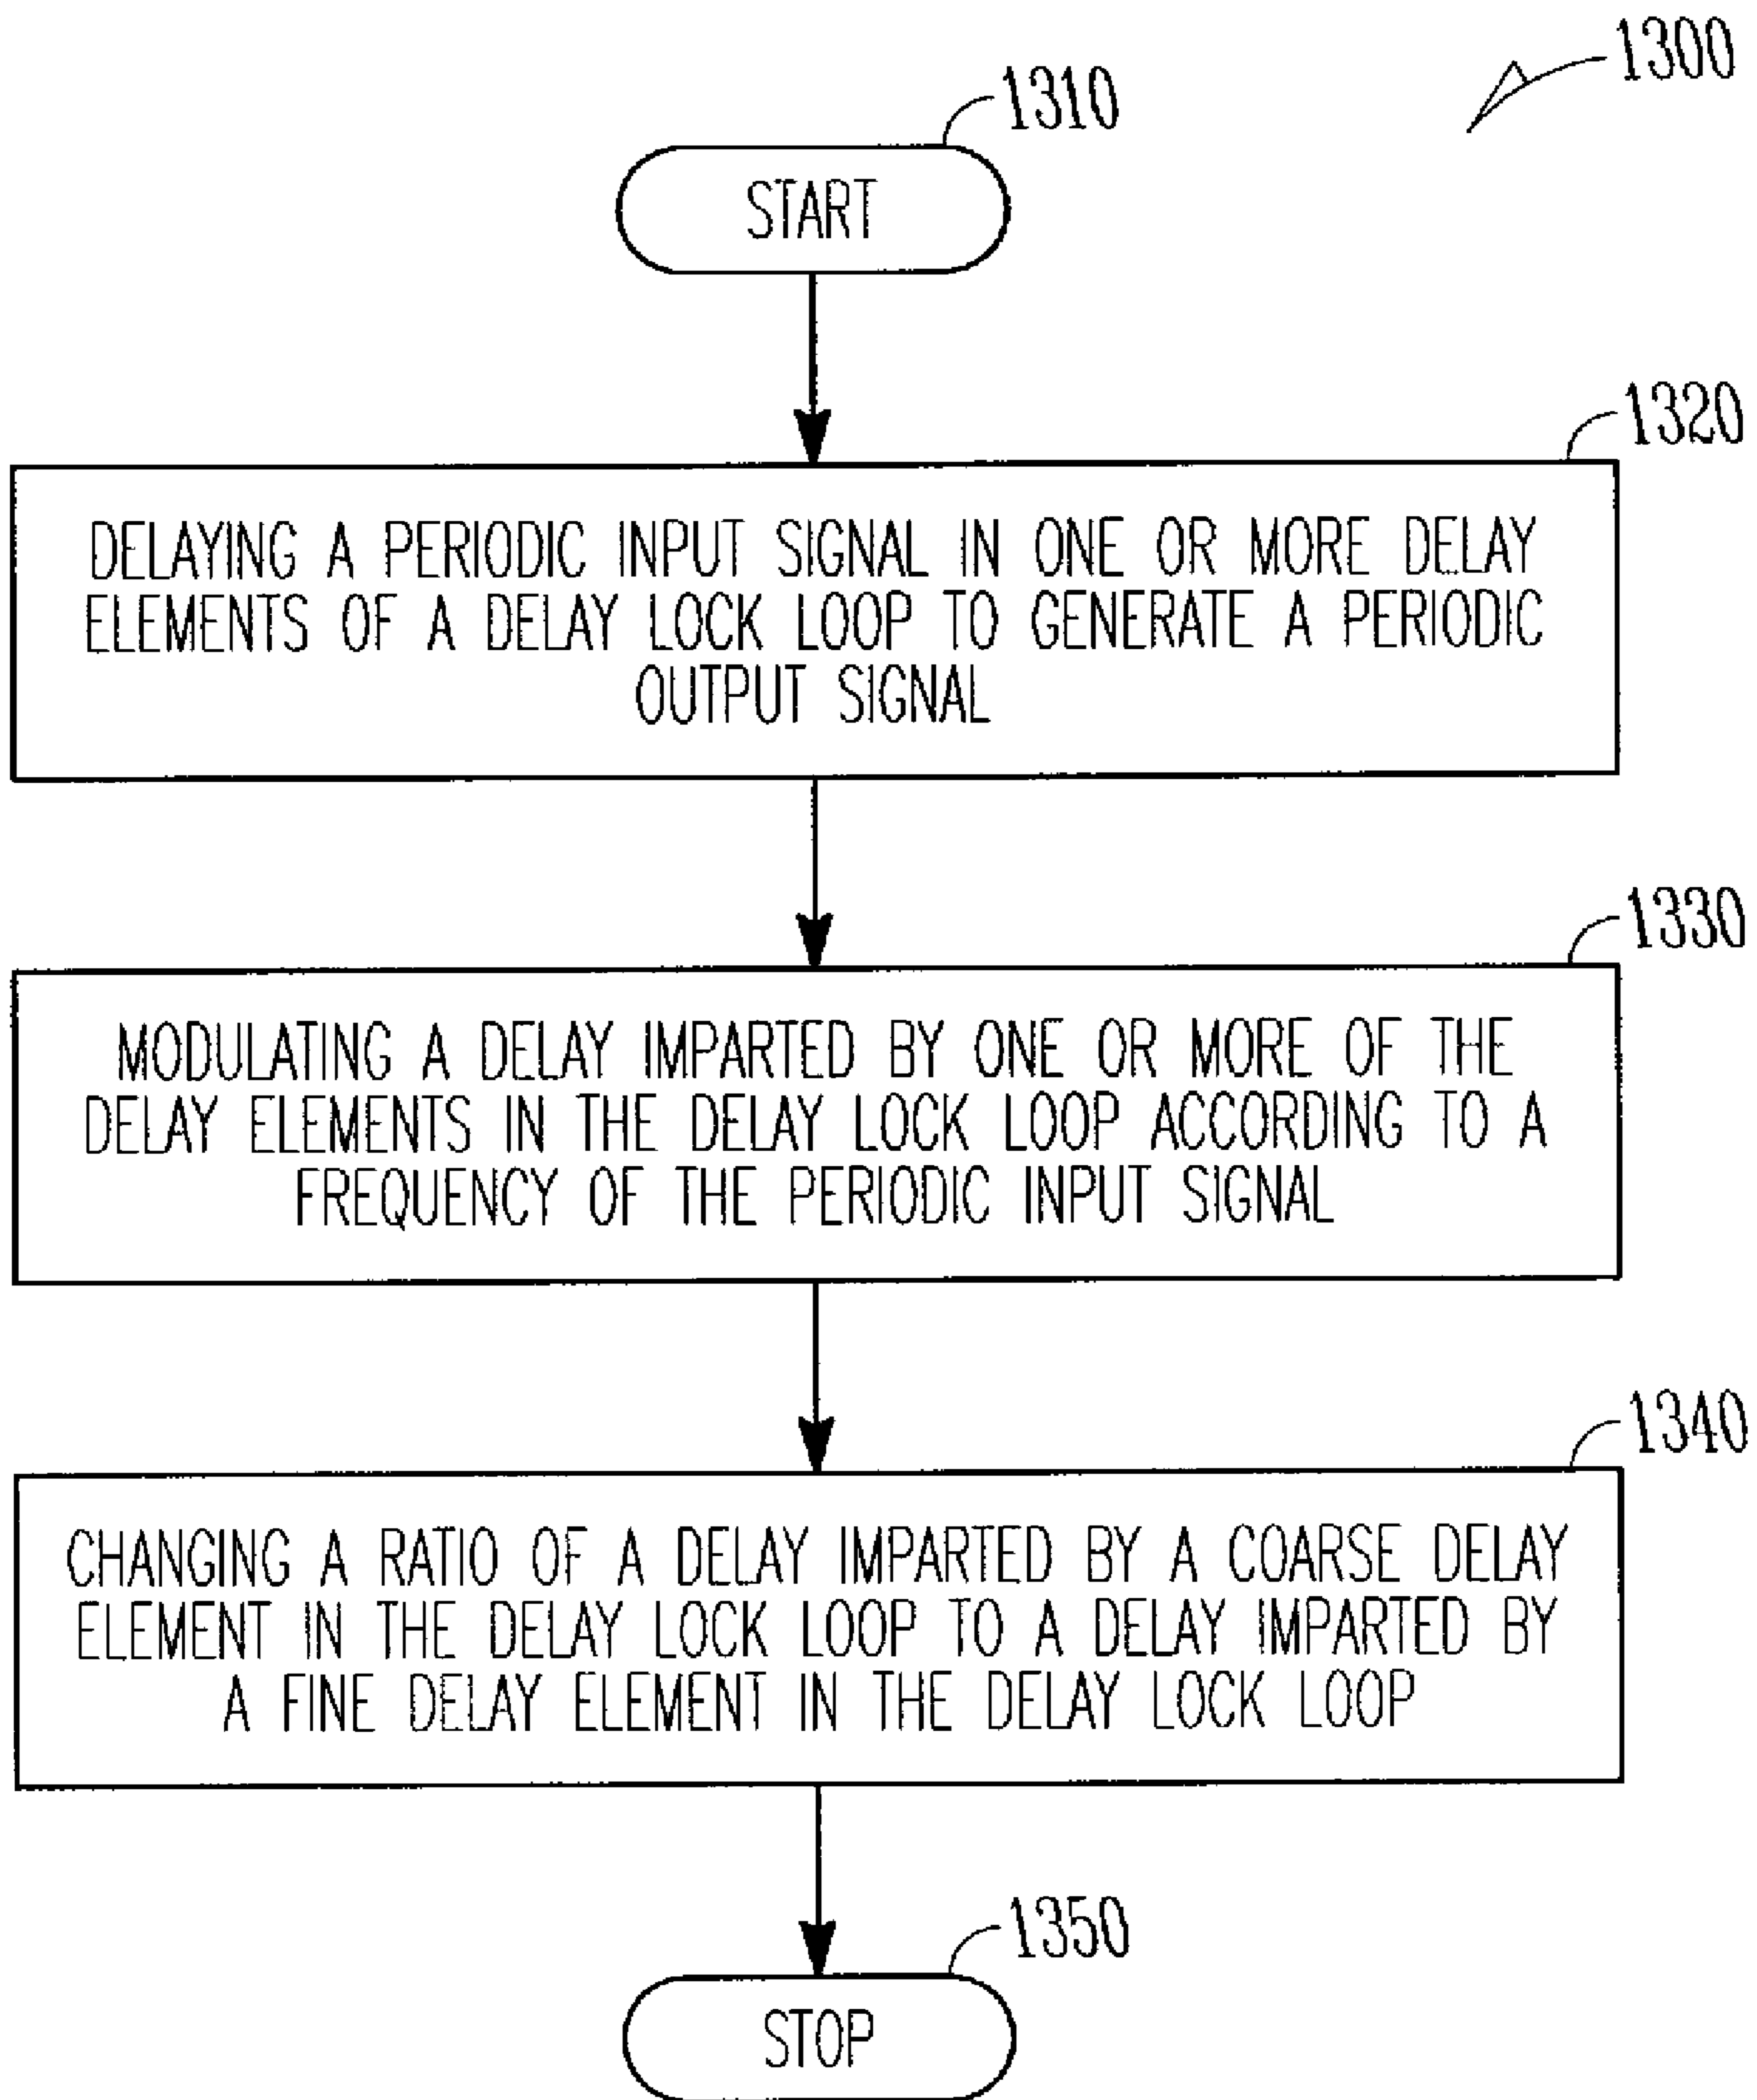 1300
1310
START
1320
DELAYING A PERIODIC INPUT SIGNAL IN ONE OR MORE DELAY
ELEMENTS OF A DELAY LOCK LOOP TO GENERATE A PERIODIC
OUTPUT SIGNAL
1330
MODULATING A DELAY IMPARTED BY ONE OR MORE OF THE
DELAY ELEMENTS IN THE DELAY LOCK LOOP ACCORDING TO A
FREQUENCY OF THE PERIODIC INPUT SIGNAL
1340
CHANGING A RATIO OF A DELAY IMPARTED BY A COARSE DELAY
ELEMENT IN THE DELAY LOCK LOOP TO A DELAY IMPARTED BY
A FINE DELAY ELEMENT IN THE DELAY LOCK LOOP
1350
STOP